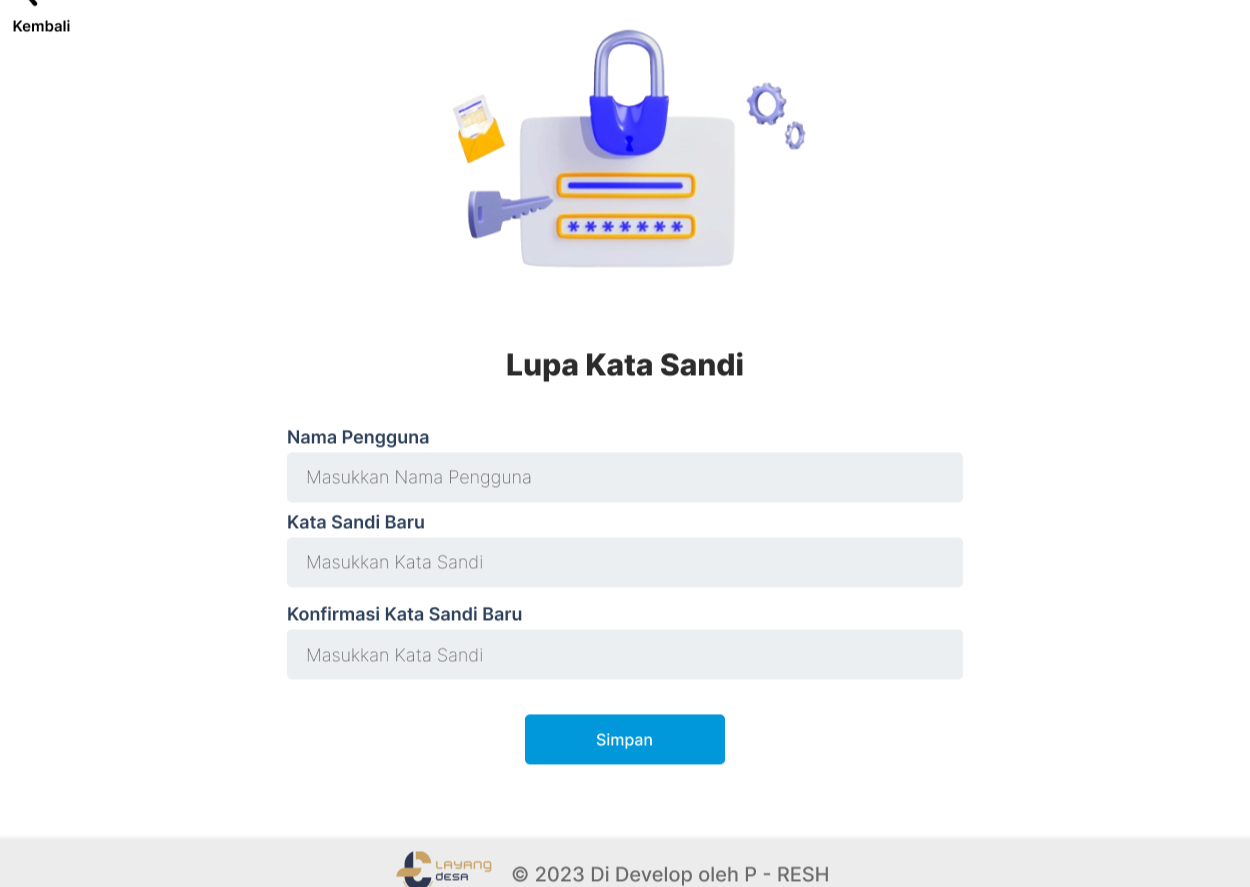 Kembali
*******
Lupa Kata Sandi
Nama Pengguna
Masukkan Nama Pengguna
Kata Sandi Baru
Masukkan Kata Sandi
Konfirmasi Kata Sandi Baru
Masukkan Kata Sandi
Simpan
LAYANG
DESA
© 2023 Di Develop oleh P - RESH